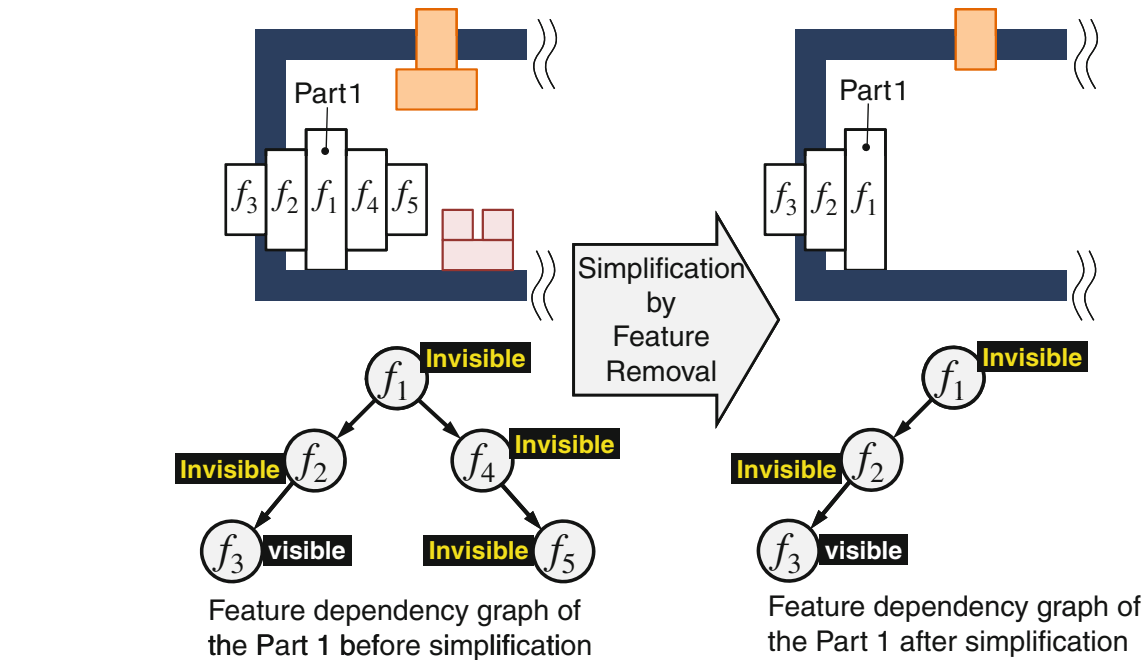 Part1
f3 f2 f1 f4 f5
Simplification
by
Feature
Removal
Part1
f3 f2 f1
f1 Invisible
Invisible f2
f4 Invisible
f3 visible
Invisible f5
Feature dependency graph of
the Part 1 before simplification
f1 Invisible
Invisible f2
f3 visible
Feature dependency graph of
the Part 1 after simplification